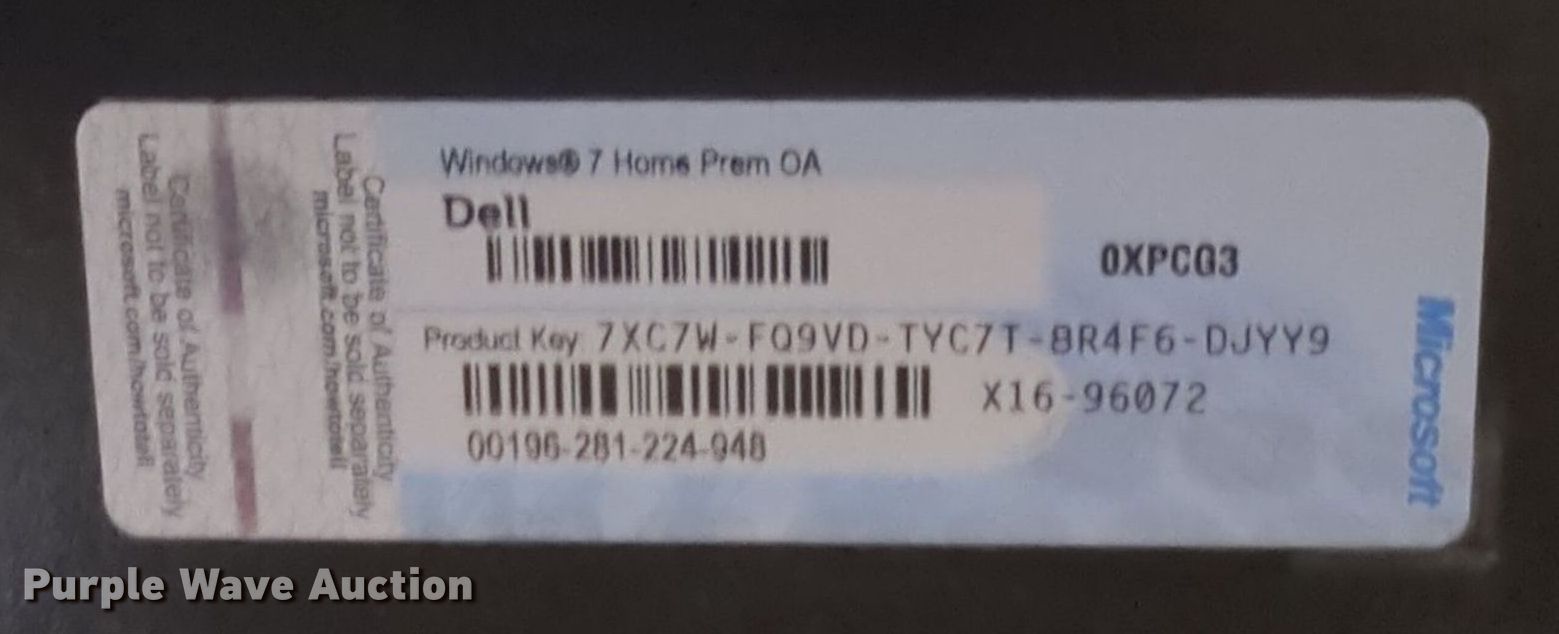 Certificate of Authenticity
Label not to be sold separately
microsoft.com/howtotell
Certificate of Authenticity
Label not to be sold separately
microsoft.com/howtotell
Windows® 7 Home Prem OA
Dell
0XPCG3
Product Key: 7XC7W-FQ9VD-TYC7T-8R4F6-DJYY9
X16-96072
00196-281-224-948
Microsoft
Purple Wave Auction